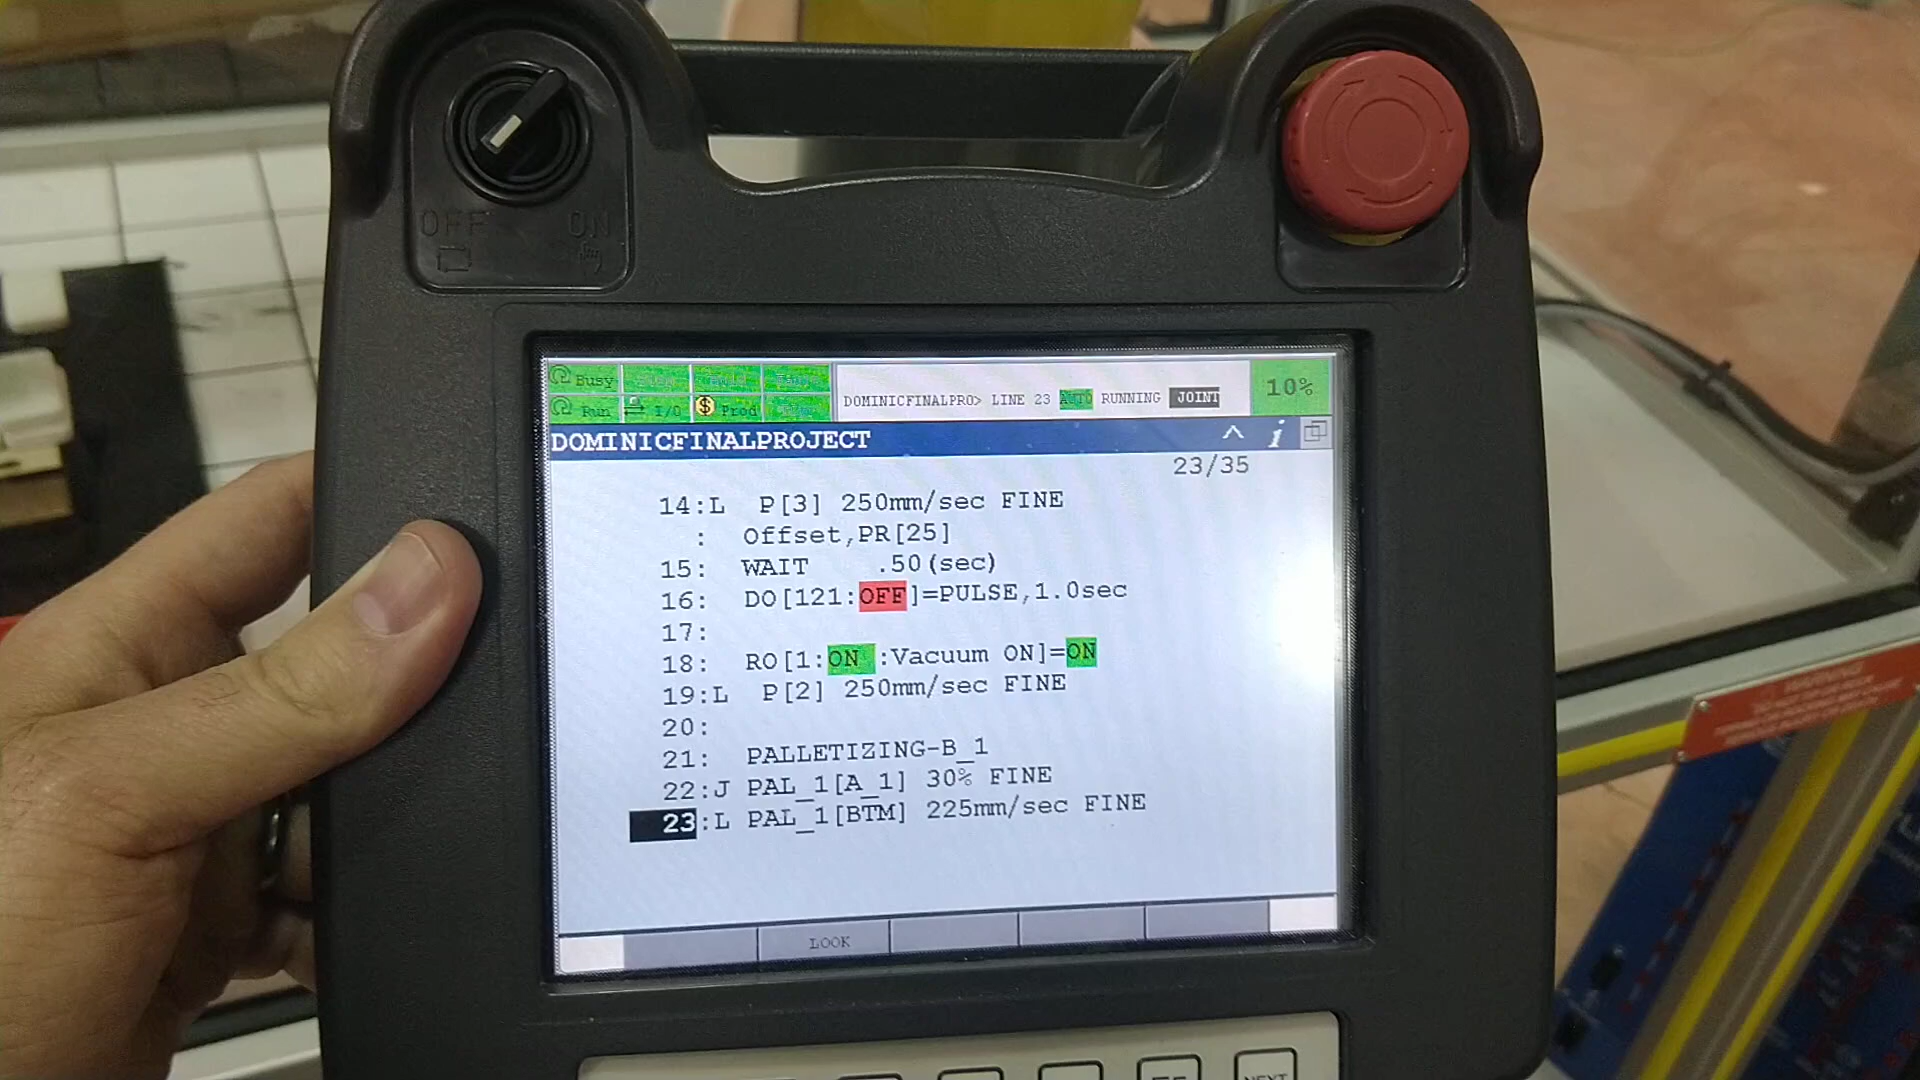 OFF ON
Busy
Run I/O Prod
DOMINICFINALPRO> LINE 23 AUTO RUNNING JOINT
10%
DOMINICFINALPROJECT
23/35
14:L P[3] 250mm/sec FINE
: Offset,PR[25]
15: WAIT .50(sec)
16: DO[121:OFF]=PULSE,1.0sec
17:
18: RO[1:ON :Vacuum ON]=ON
19:L P[2] 250mm/sec FINE
20:
21: PALLETIZING-B_1
22:J PAL_1[A_1] 30% FINE
23:L PAL_1[BTM] 225mm/sec FINE
LOOK
NEXT